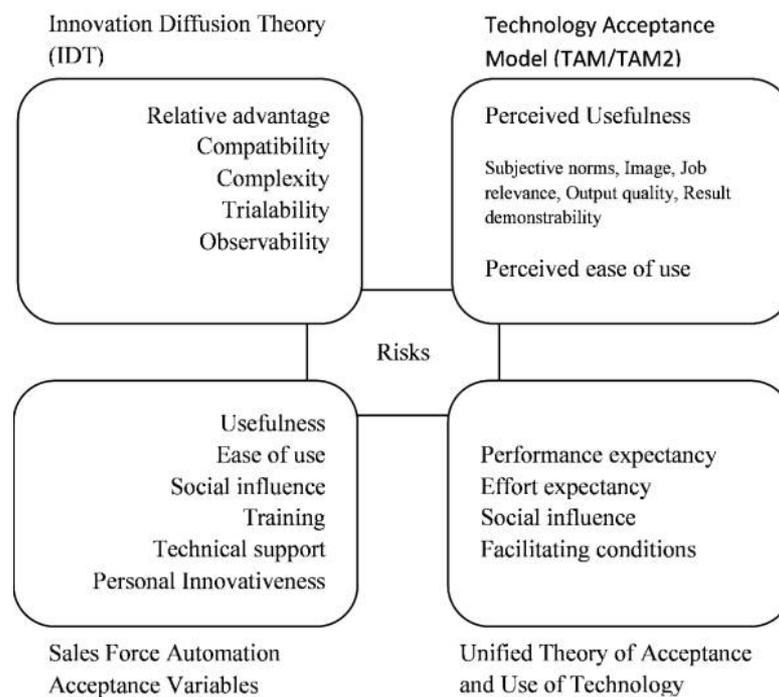 Innovation Diffusion Theory
(IDT)
Technology Acceptance
Model (TAM/TAM2)
Relative advantage
Compatibility
Complexity
Trialability
Observability
Perceived Usefulness
Subjective norms, Image, Job
relevance, Output quality, Result
demonstrability
Perceived ease of use
Risks
Usefulness
Ease of use
Social influence
Training
Technical support
Personal Innovativeness
Performance expectancy
Effort expectancy
Social influence
Facilitating conditions
Sales Force Automation
Acceptance Variables
Unified Theory of Acceptance
and Use of Technology